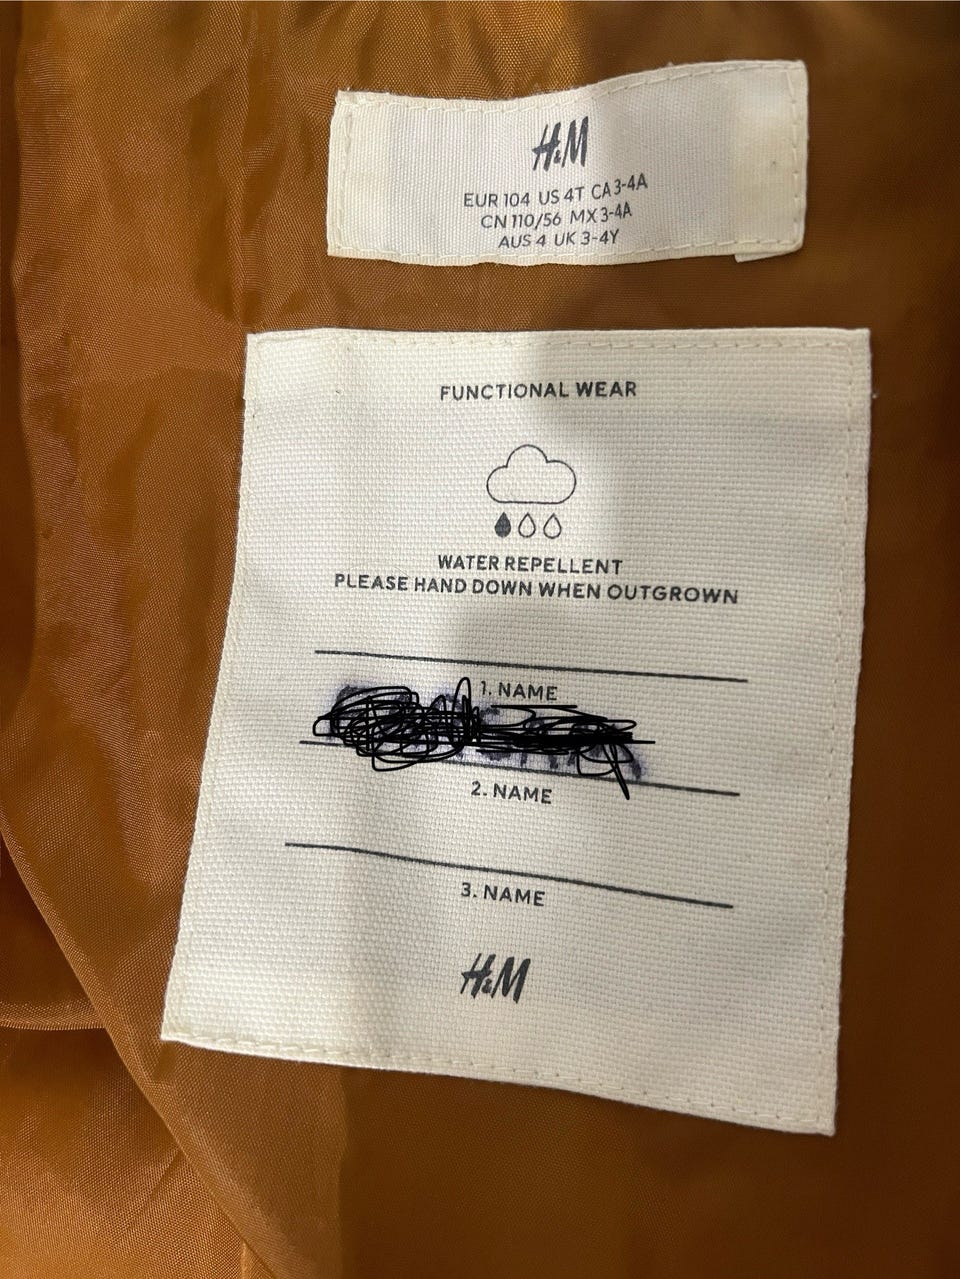 H&M
EUR 104 US 4T CA 3-4A
CN 110/56 MX 3-4A
AUS 4 UK 3-4Y
FUNCTIONAL WEAR
WATER REPELLENT
PLEASE HAND DOWN WHEN OUTGROWN
1. NAME
2. NAME
3. NAME
H&M